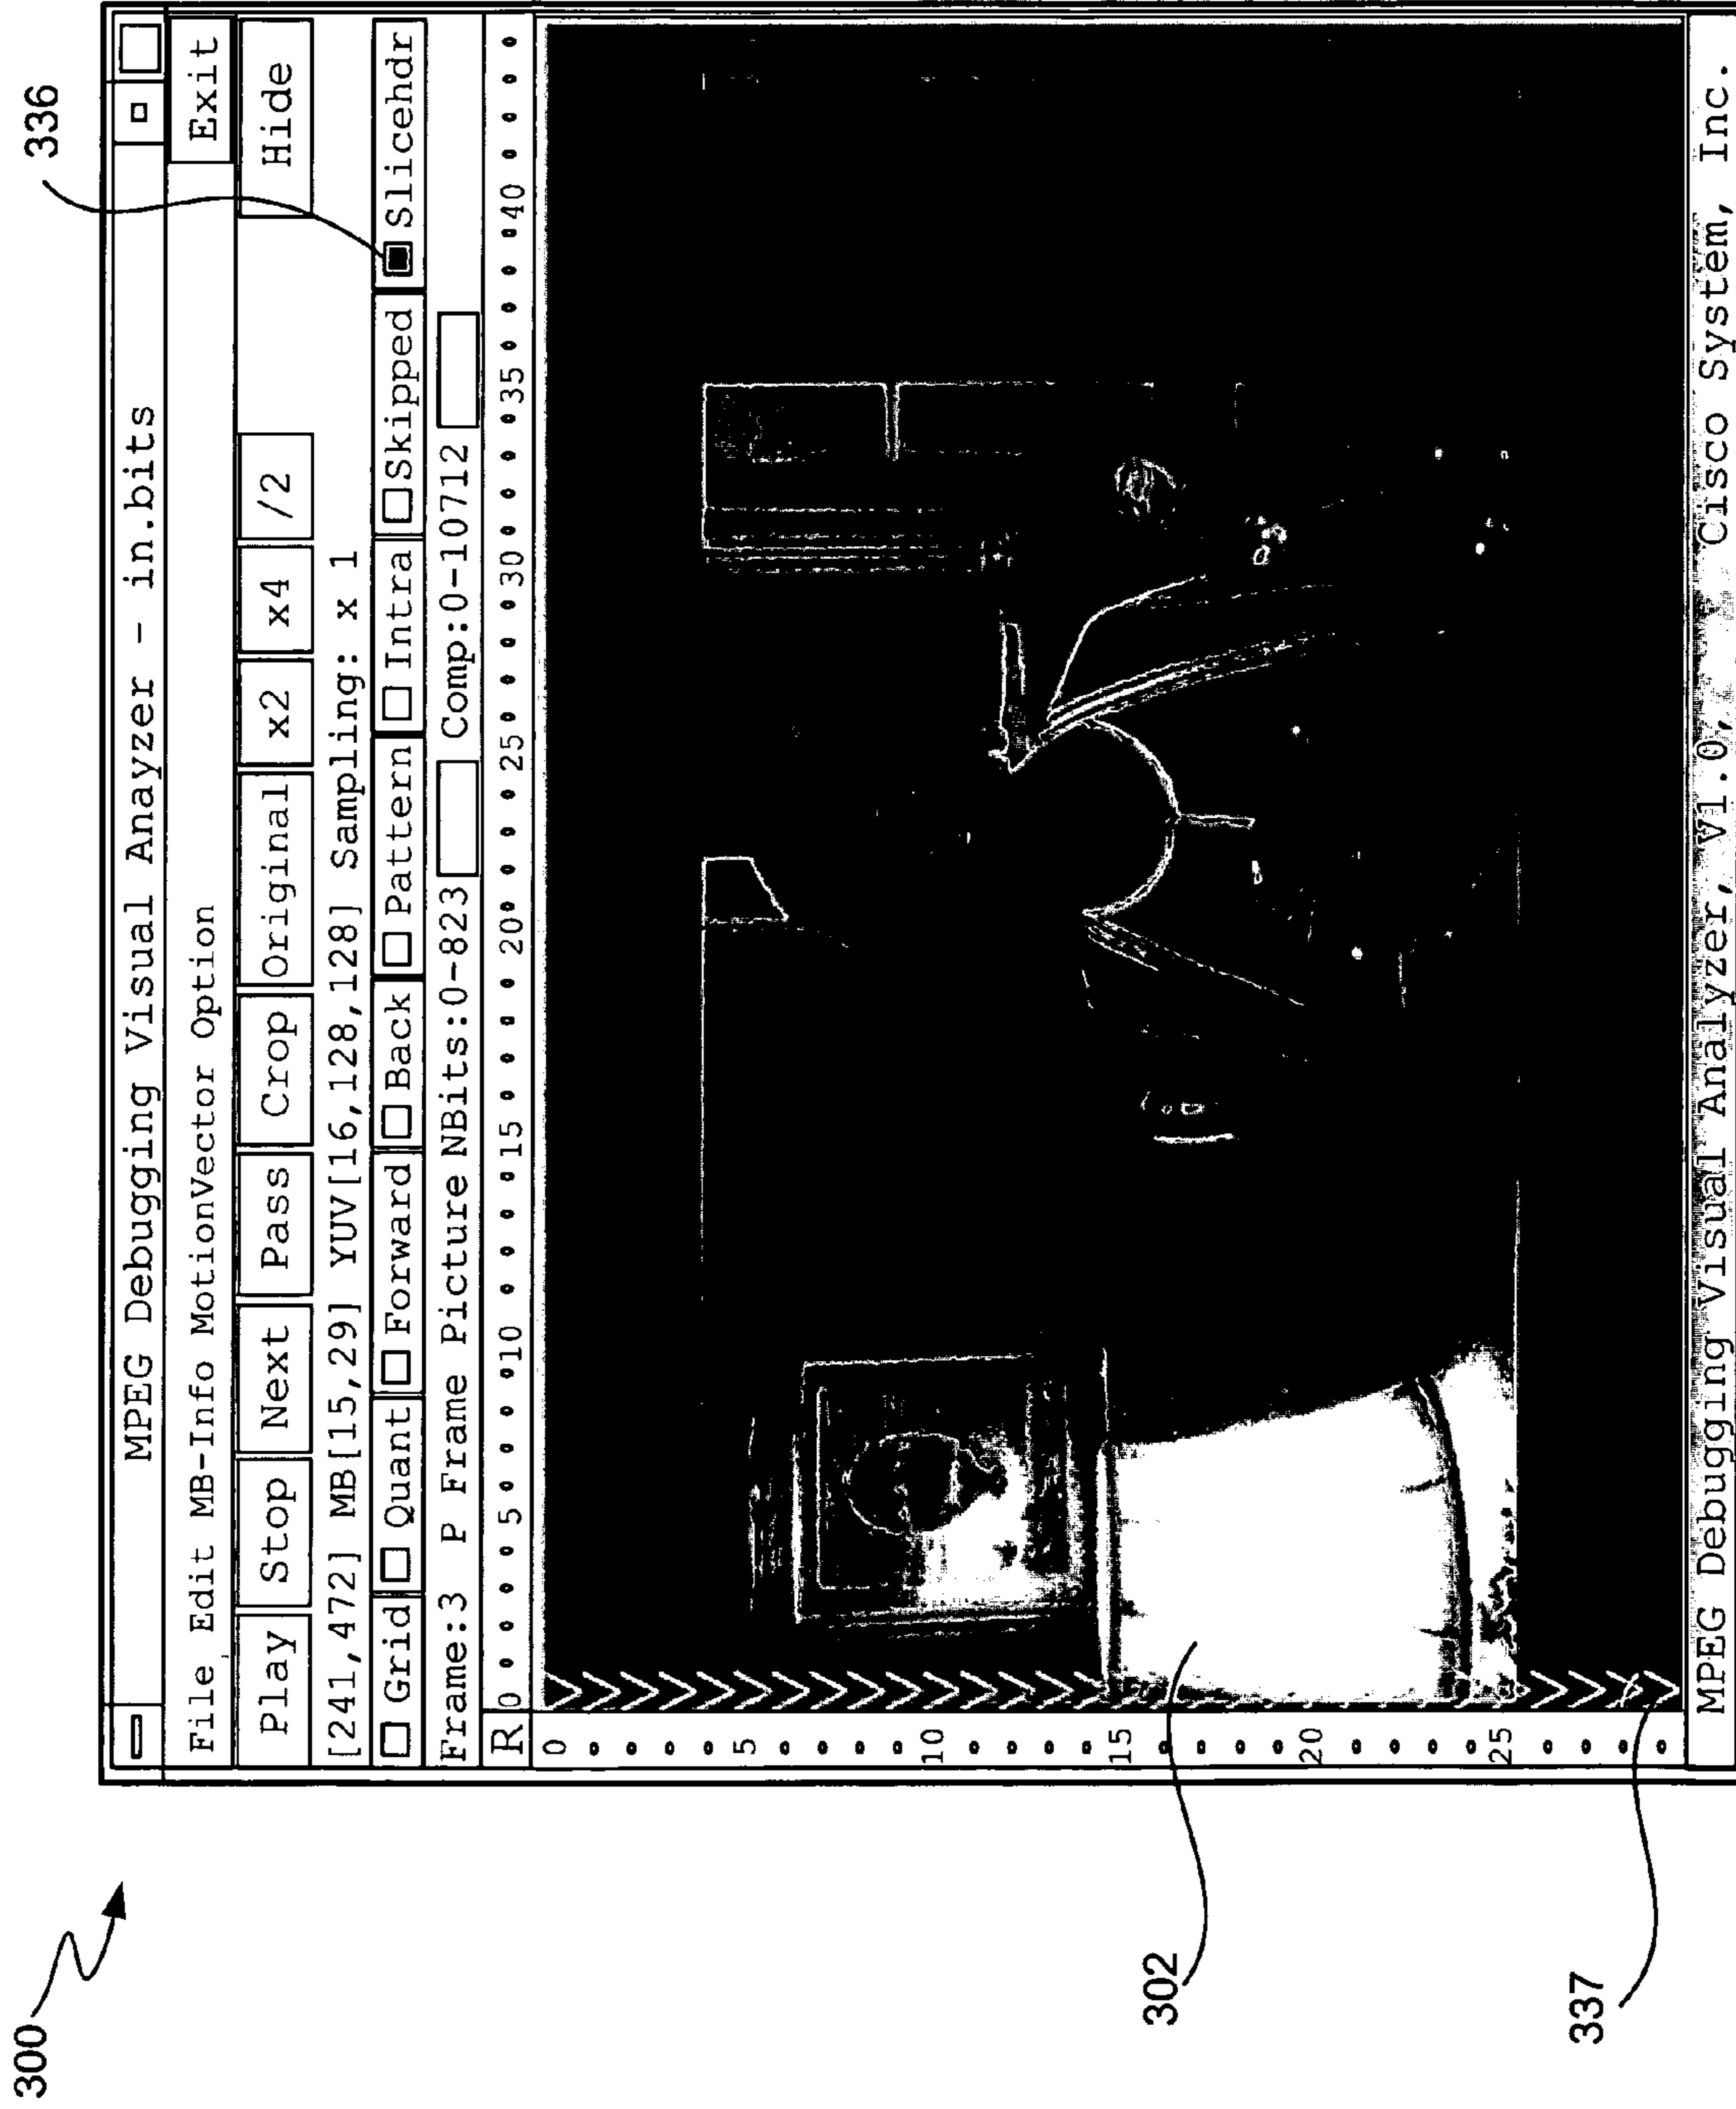 300
336
MPEG Debugging Visual Anayzer - in.bits
File Edit MB-Info MotionVector Option
Exit
Play Stop Next Pass Crop Original x2 x4 /2 Hide
[241,472] MB[15,29] YUV[16,128,128] Sampling: x 1
Grid Quant Forward Back Pattern Intra Skipped Slicehdr
Frame:3 P Frame Picture NBits:0-823 Comp:0-10712
R 0 5 10 15 20 25 30 35 40
0
5
10
15
20
25
302
337
MPEG Debugging Visual Analyzer, V1.0, Cisco System, Inc.